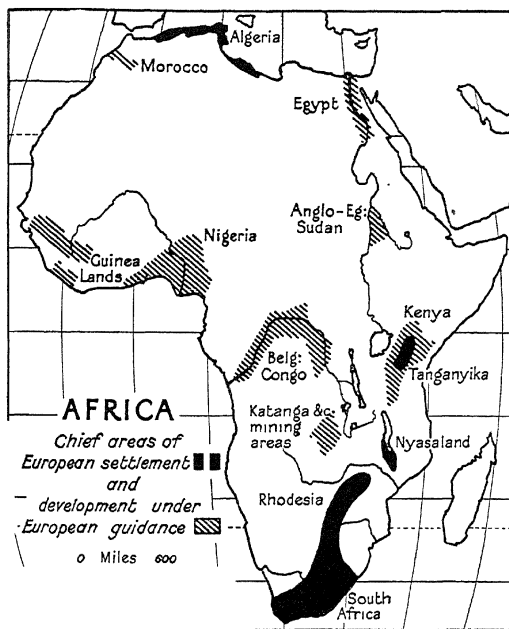 Algeria
Morocco
Egypt
Anglo-Eg:
Sudan
Nigeria
Guinea
Lands
Kenya
Belg:
Congo
Tanganyika
AFRICA
Katanga &c.
mining
areas
Chief areas of
European settlement
and
development under
European guidance
Nyasaland
Rhodesia
0 Miles 600
South
Africa